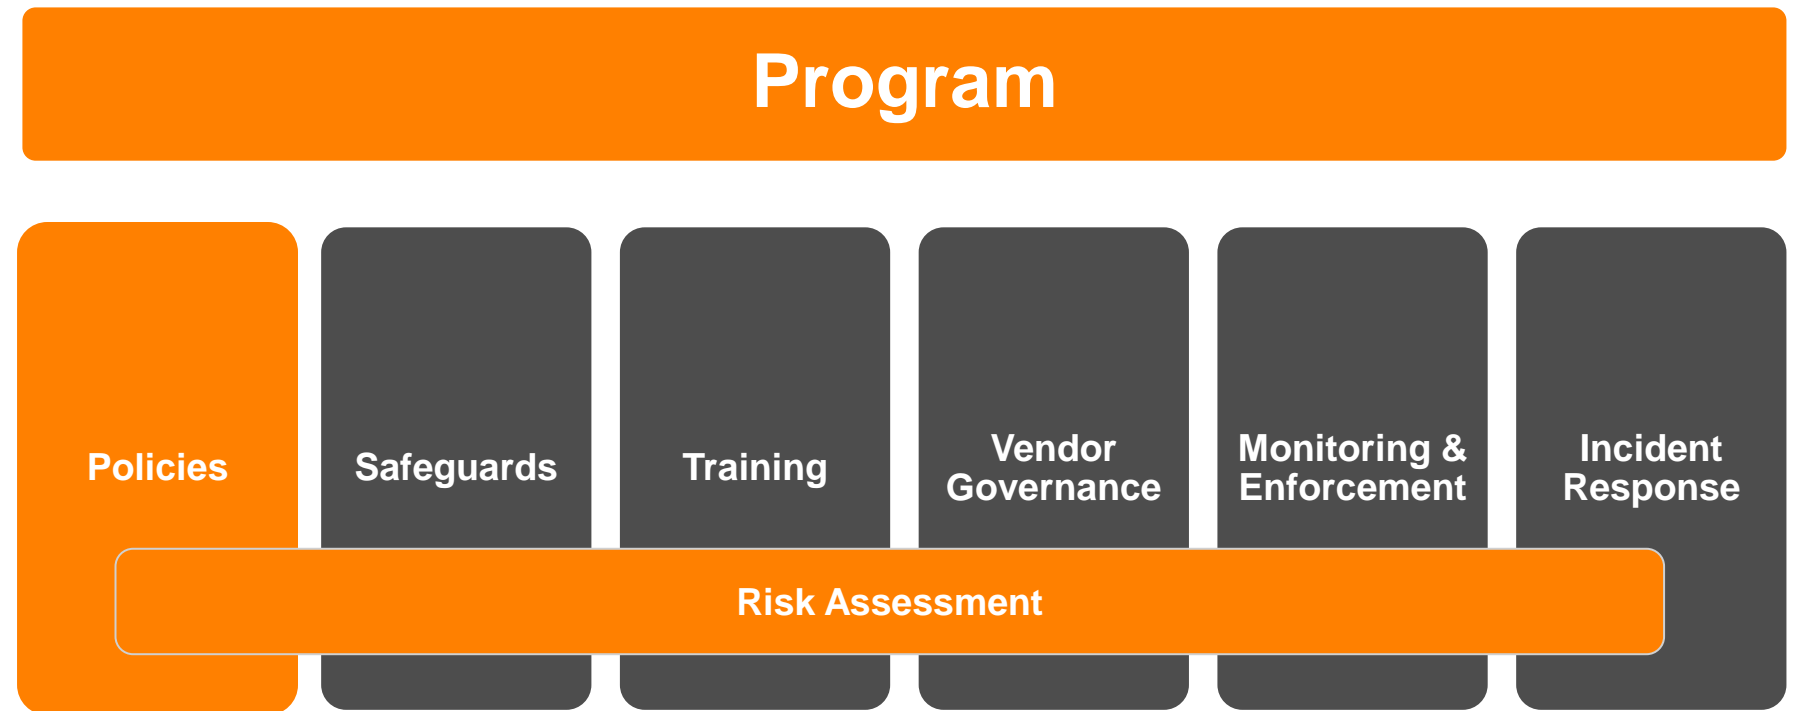 Program
Policies
Safeguards
Training
Vendor
Governance
Monitoring &
Enforcement
Incident
Response
Risk Assessment